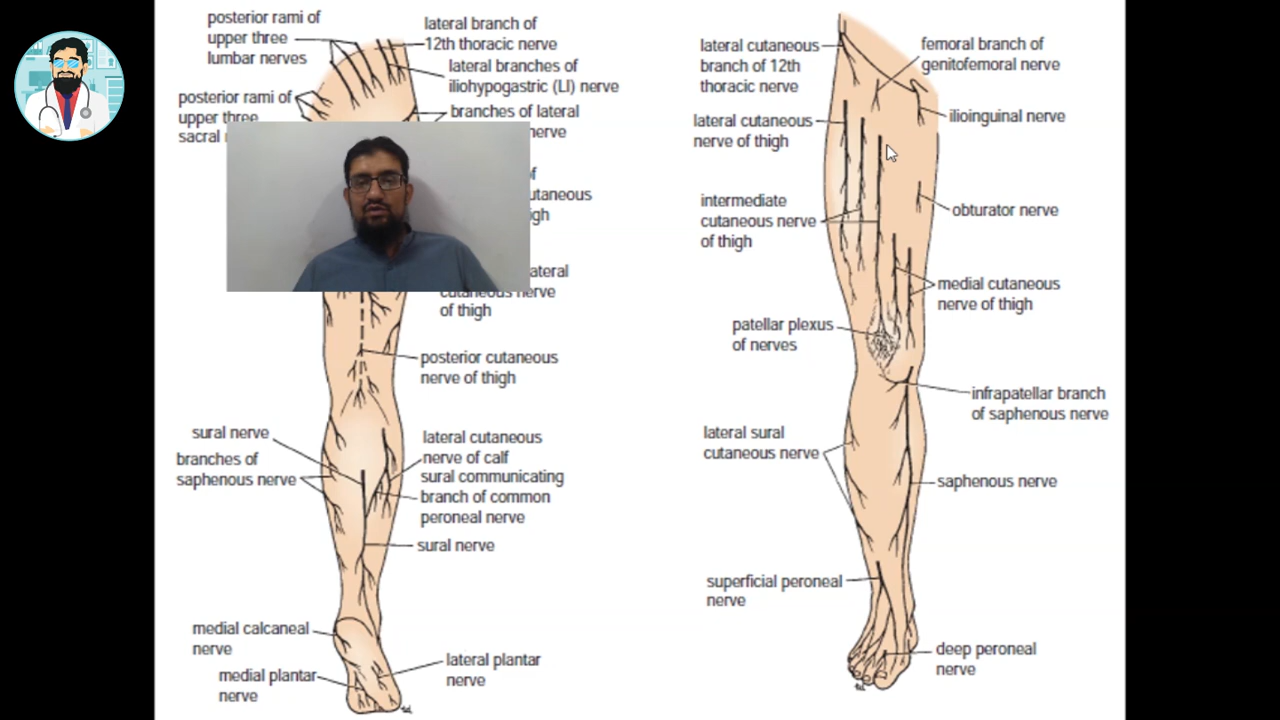 posterior rami of
upper three
lumbar nerves
lateral branch of
12th thoracic nerve
lateral branches of
iliohypogastric (LI) nerve
posterior rami of
upper three
sacral
branches of lateral
nerve
of
utaneous
igh
ateral
cutaneous nerve
of thigh
posterior cutaneous
nerve of thigh
sural nerve
branches of
saphenous nerve
lateral cutaneous
nerve of calf
sural communicating
branch of common
peroneal nerve
sural nerve
medial calcaneal
nerve
medial plantar
nerve
lateral plantar
nerve
lateral cutaneous
branch of 12th
thoracic nerve
femoral branch of
genitofemoral nerve
lateral cutaneous
nerve of thigh
ilioinguinal nerve
intermediate
cutaneous nerve
of thigh
obturator nerve
medial cutaneous
nerve of thigh
patellar plexus
of nerves
infrapatellar branch
of saphenous nerve
lateral sural
cutaneous nerve
saphenous nerve
superficial peroneal
nerve
deep peroneal
nerve